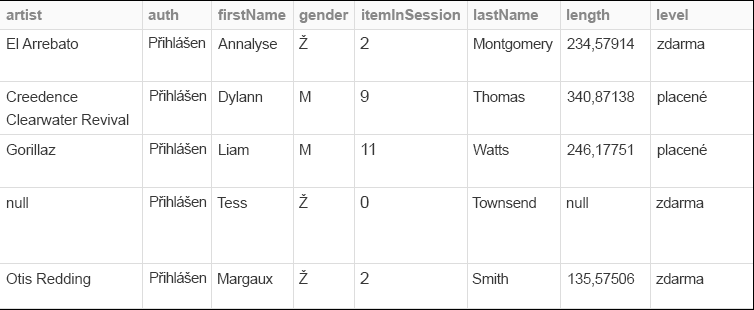 artist auth firstName gender itemInSession lastName length level
El Arrebato Přihlášen Annalyse Ž 2 Montgomery 234,57914 zdarma
Creedence Přihlášen Dylann M 9 Thomas 340,87138 placené
Clearwater Revival
Gorillaz Přihlášen Liam M 11 Watts 246,17751 placené
null Přihlášen Tess Ž 0 Townsend null zdarma
Otis Redding Přihlášen Margaux Ž 2 Smith 135,57506 zdarma